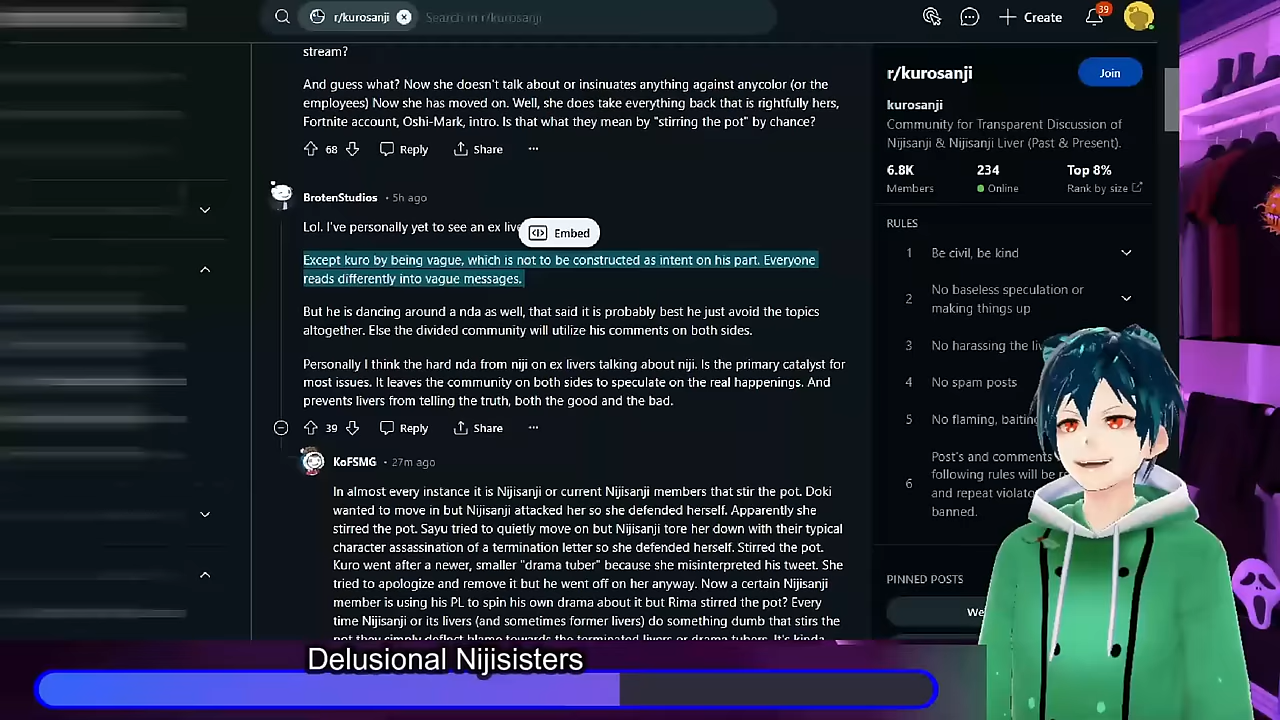 r/kurosanji
Search in r/kurosanji
Create
39
stream?
And guess what? Now she doesn't talk about or insinuates anything against anycolor (or the
employees) Now she has moved on. Well, she does take everything back that is rightfully hers,
Fortnite account, Oshi-Mark, intro. Is that what they mean by "stirring the pot" by chance?
68
Reply
Share
BrotenStudios • 5h ago
Lol. I've personally yet to see an ex
Embed
Except kuro by being vague, which is not to be constructed as intent on his part. Everyone
reads differently into vague messages.
But he is dancing around a nda as well, that said it is probably best he just avoid the topics
altogether. Else the divided community will utilize his comments on both sides.
Personally I think the hard nda from niji on ex livers talking about niji. Is the primary catalyst for
most issues. It leaves the community on both sides to speculate on the real happenings. And
prevents livers from telling the truth, both the good and the bad.
39
Reply
Share
KoFSMG • 27m ago
In almost every instance it is Nijisanji or current Nijisanji members that stir the pot. Doki
wanted to move in but Nijisanji attacked her so she defended herself. Apparently she
stirred the pot. Sayu tried to quietly move on but Nijisanji tore her down with their typical
character assassination of a termination letter so she defended herself. Stirred the pot.
Kuro went after a newer, smaller "drama tuber" because she misinterpreted his tweet. She
tried to apologize and remove it but he went off on her anyway. Now a certain Nijisanji
member is using his PL to spin his own drama about it but Rima stirred the pot? Every
time Nijisanji or its livers (and sometimes former livers) do something dumb that stirs the
pot they simply deflect blame towards the terminated livers or drama tubers. It's kinda
r/kurosanji
Join
kurosanji
Community for Transparent Discussion of
Nijisanji & Nijisanji Liver (Past & Present).
6.8K
234
Top 8%
Members
Online
Rank by size
RULES
1 Be civil, be kind
2 No baseless speculation or
making things up
3 No harassing the
4 No spam posts
5 No flaming, baiting
6 Post's and comments
following rules will be
and repeat
banned.
PINNED POSTS
Delusional Nijisisters